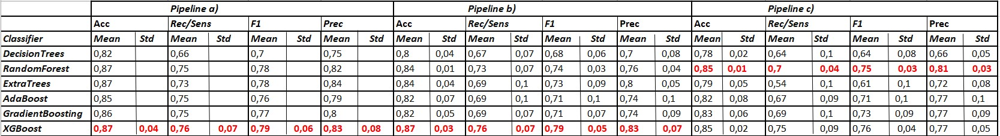 Pipeline a) Pipeline b) Pipeline c)
Acc Rec/Sens F1 Prec Acc Rec/Sens F1 Prec Acc Rec/Sens F1 Prec
Classifier Mean Std Mean Std Mean Std Mean Std Mean Std Mean Std Mean Std Mean Std Mean Std Mean Std Mean Std Mean Std
DecisionTrees 0,82 0,66 0,7 0,75 0,8 0,04 0,67 0,07 0,68 0,06 0,7 0,08 0,78 0,02 0,64 0,1 0,64 0,08 0,66 0,05
RandomForest 0,87 0,75 0,78 0,82 0,84 0,01 0,73 0,07 0,74 0,03 0,76 0,04 0,85 0,01 0,7 0,04 0,75 0,03 0,81 0,03
ExtraTrees 0,87 0,73 0,78 0,84 0,84 0,04 0,69 0,1 0,73 0,09 0,8 0,05 0,79 0,05 0,54 0,1 0,61 0,1 0,72 0,08
AdaBoost 0,85 0,75 0,76 0,79 0,82 0,07 0,69 0,1 0,71 0,1 0,74 0,1 0,82 0,08 0,67 0,09 0,71 0,1 0,77 0,1
GradientBoosting 0,86 0,75 0,77 0,8 0,82 0,05 0,69 0,07 0,71 0,07 0,74 0,09 0,83 0,06 0,69 0,1 0,73 0,09 0,77 0,09
XGBoost 0,87 0,04 0,76 0,07 0,79 0,06 0,83 0,08 0,87 0,03 0,76 0,07 0,79 0,05 0,83 0,07 0,85 0,02 0,75 0,09 0,76 0,04 0,77 0,05